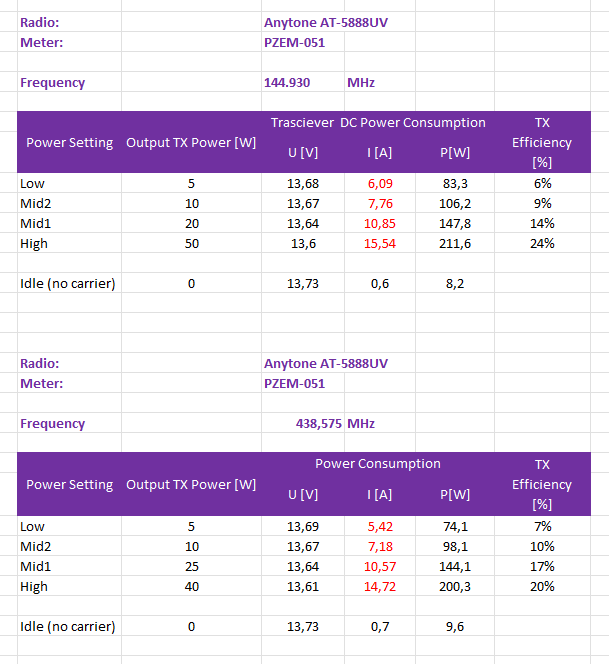 Radio: Anytone AT-5888UV
Meter: PZEM-051
Frequency 144.930 MHz
Trasciever DC Power Consumption TX
Power Setting Output TX Power [W] Efficiency
U [V] I [A] P[W]
[%]
Low 5 13,68 6,09 83,3 6%
Mid2 10 13,67 7,76 106,2 9%
Mid1 20 13,64 10,85 147,8 14%
High 50 13,6 15,54 211,6 24%
Idle (no carrier) 0 13,73 0,6 8,2
Radio: Anytone AT-5888UV
Meter: PZEM-051
Frequency 438,575 MHz
Power Consumption TX
Power Setting Output TX Power [W] Efficiency
U [V] I [A] P[W]
[%]
Low 5 13,69 5,42 74,1 7%
Mid2 10 13,67 7,18 98,1 10%
Mid1 25 13,64 10,57 144,1 17%
High 40 13,61 14,72 200,3 20%
Idle (no carrier) 0 13,73 0,7 9,6